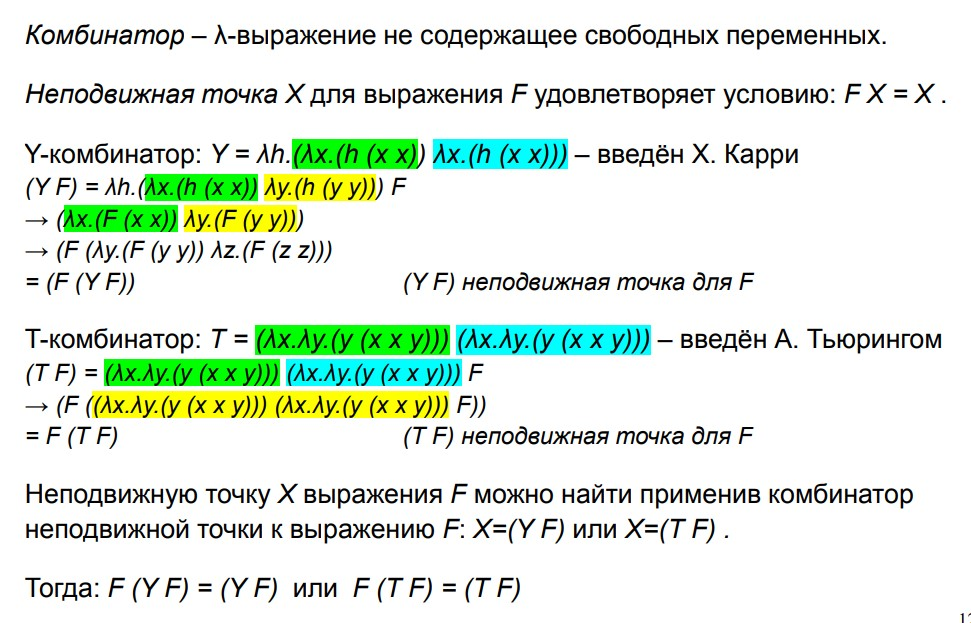 Комбинатор – λ-выражение не содержащее свободных переменных.
Неподвижная точка X для выражения F удовлетворяет условию: F X = X .
Y-комбинатор: Y = λh.(λx.(h (x x)) λx.(h (x x))) – введён Х. Карри
(Y F) = λh.(λx.(h (x x)) λy.(h (y y))) F
→ (λx.(F (x x)) λy.(F (y y)))
→ (F (λy.(F (y y)) λz.(F (z z)))
= (F (Y F)) (Y F) неподвижная точка для F
T-комбинатор: T = (λx.λy.(y (x x y))) (λx.λy.(y (x x y))) – введён А. Тьюрингом
(T F) = (λx.λy.(y (x x y))) (λx.λy.(y (x x y))) F
→ (F ((λx.λy.(y (x x y))) (λx.λy.(y (x x y))) F))
= F (T F) (T F) неподвижная точка для F
Неподвижную точку X выражения F можно найти применив комбинатор
неподвижной точки к выражению F: X=(Y F) или X=(T F) .
Тогда: F (Y F) = (Y F) или F (T F) = (T F)